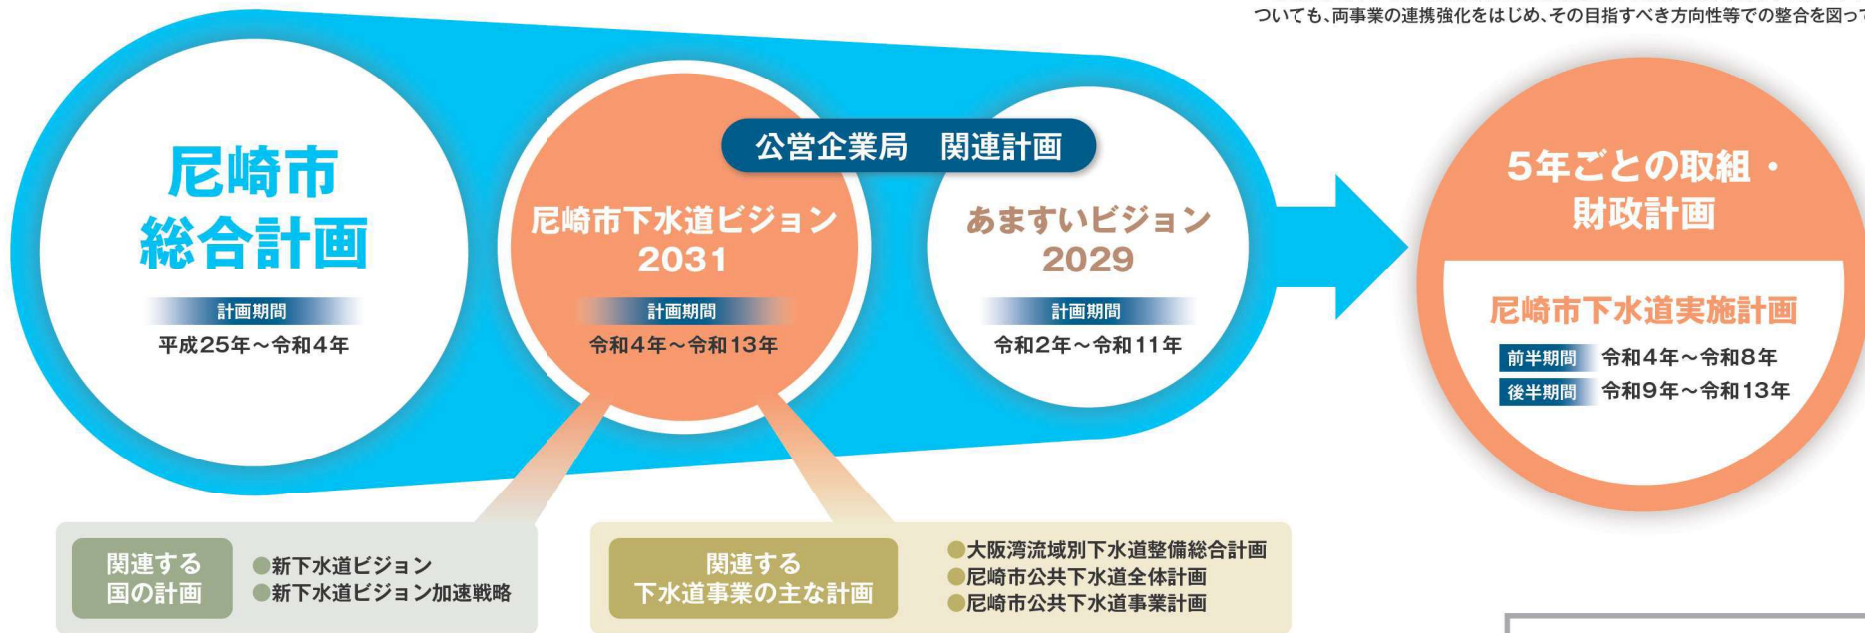 ついても、両事業の連携強化をはじめ、その目指すべき方向性等での整合を図って
尼崎市
総合計画
計画期間
平成25年～令和4年
公営企業局　関連計画
尼崎市下水道ビジョン
2031
計画期間
令和4年～令和13年
あますいビジョン
2029
計画期間
令和2年～令和11年
5年ごとの取組・
財政計画
尼崎市下水道実施計画
前半期間 令和4年～令和8年
後半期間 令和9年～令和13年
関連する
国の計画
●新下水道ビジョン
●新下水道ビジョン加速戦略
関連する
下水道事業の主な計画
●大阪湾流域別下水道整備総合計画
●尼崎市公共下水道全体計画
●尼崎市公共下水道事業計画